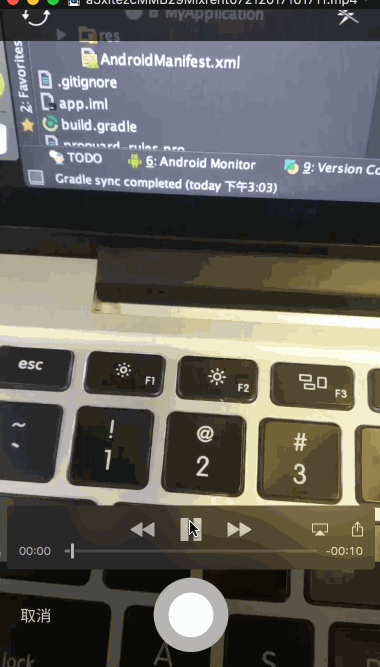 MyApplication
res
AndroidManifest.xml
.gitignore
app.iml
build.gradle
2: Favorites
TODO
6: Android Monitor
9: Version Co
Gradle sync completed (today 下午3:03)
esc
F1
F2
F3
~
!
1
@
2
#
3
00:00
-00:10
取消
lock
A
S